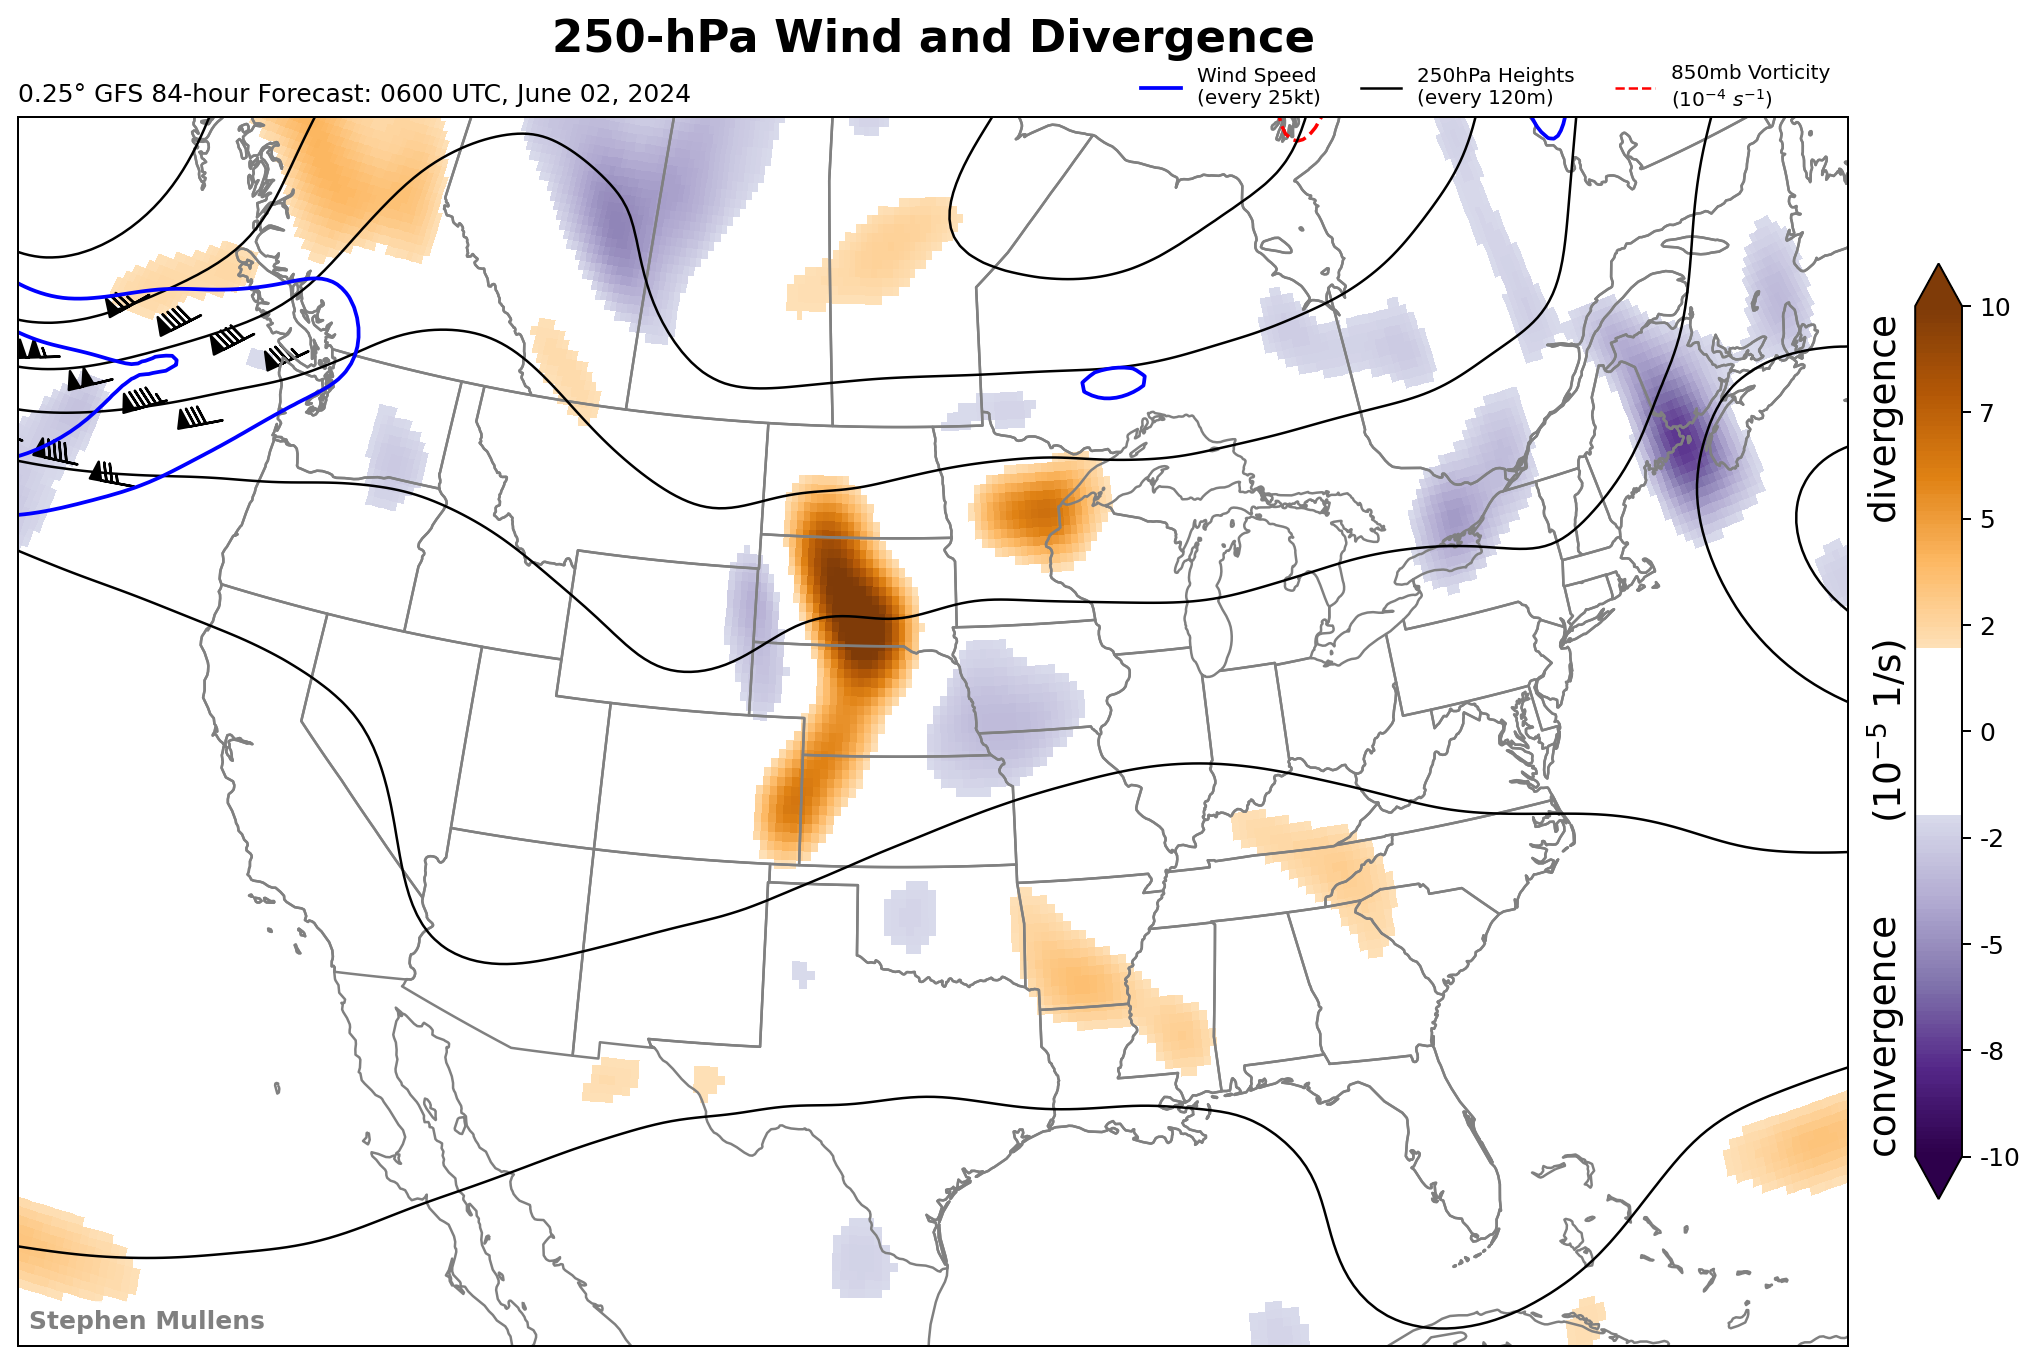 250-hPa Wind and Divergence
0.25° GFS 84-hour Forecast: 0600 UTC, June 02, 2024
Wind Speed
(every 25kt)
250hPa Heights
(every 120m)
850mb Vorticity
(10⁻⁴ s⁻¹)
10
7
5
2
0
-2
-5
-8
-10
convergence (10⁻⁵ 1/s) divergence
Stephen Mullens